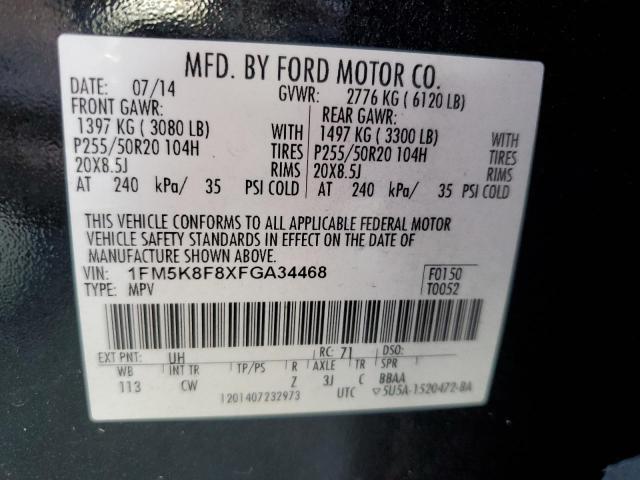 MFD. BY FORD MOTOR CO.
DATE: 07/14 GVWR: 2776 KG ( 6120 LB)
FRONT GAWR: REAR GAWR:
1397 KG ( 3080 LB) WITH 1497 KG ( 3300 LB) WITH
P255/50R20 104H TIRES P255/50R20 104H TIRES
20X8.5J RIMS 20X8.5J RIMS
AT 240 kPa/ 35 PSI COLD AT 240 kPa/ 35 PSI COLD
THIS VEHICLE CONFORMS TO ALL APPLICABLE FEDERAL MOTOR
VEHICLE SAFETY STANDARDS IN EFFECT ON THE DATE OF
MANUFACTURE SHOWN ABOVE.
VIN: 1FM5K8F8XFGA34468 F0150
TYPE: MPV T0052
EXT PNT: UH RC: 71 DSO:
WB INT TR TP/PS R AXLE TR SPR
113 CW Z 3J C BBAA
1201407232973 UTC ▽5U5A-1520472-BA